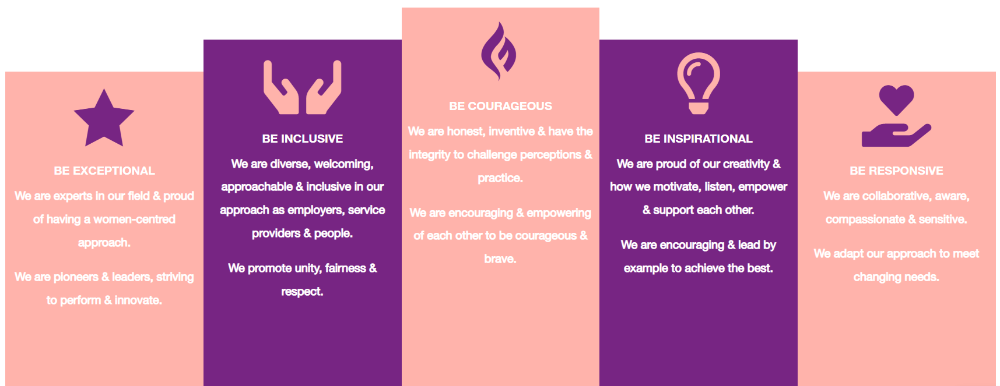 BE EXCEPTIONAL
We are experts in our field & proud
of having a women-centred
approach.
We are pioneers & leaders, striving
to perform & innovate.
BE INCLUSIVE
We are diverse, welcoming,
approachable & inclusive in our
approach as employers, service
providers & people.
We promote unity, fairness &
respect.
BE COURAGEOUS
We are honest, inventive & have the
integrity to challenge perceptions &
practice.
We are encouraging & empowering
of each other to be courageous &
brave.
BE INSPIRATIONAL
We are proud of our creativity &
how we motivate, listen, empower
& support each other.
We are encouraging & lead by
example to achieve the best.
BE RESPONSIVE
We are collaborative, aware,
compassionate & sensitive.
We adapt our approach to meet
changing needs.